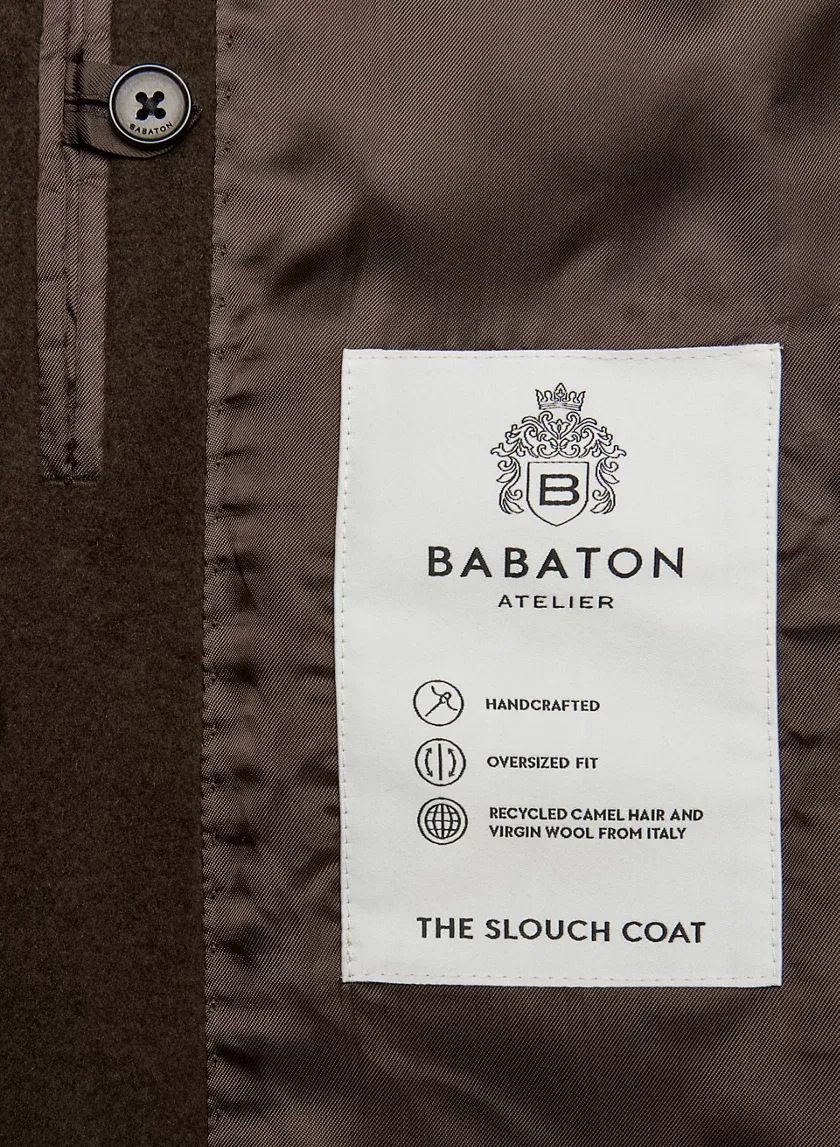 BABATON
B
BABATON
ATELIER
HANDCRAFTED
OVERSIZED FIT
RECYCLED CAMEL HAIR AND
VIRGIN WOOL FROM ITALY
THE SLOUCH COAT